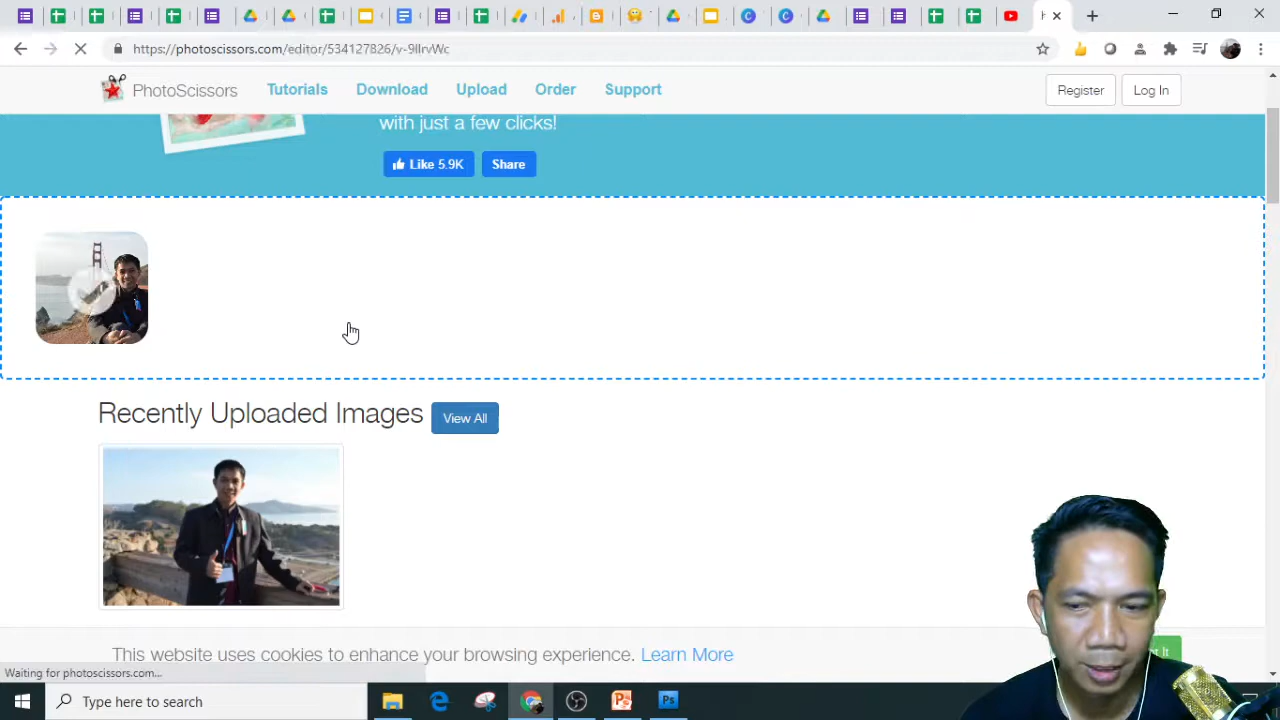 https://photoscissors.com/editor/534127826/v-9IlrvWc
PhotoScissors
Tutorials
Download
Upload
Order
Support
Register
Log In
with just a few clicks!
Like 5.9K
Share
Recently Uploaded Images
View All
This website uses cookies to enhance your browsing experience. Learn More
It
Waiting for photoscissors.com...
Type here to search